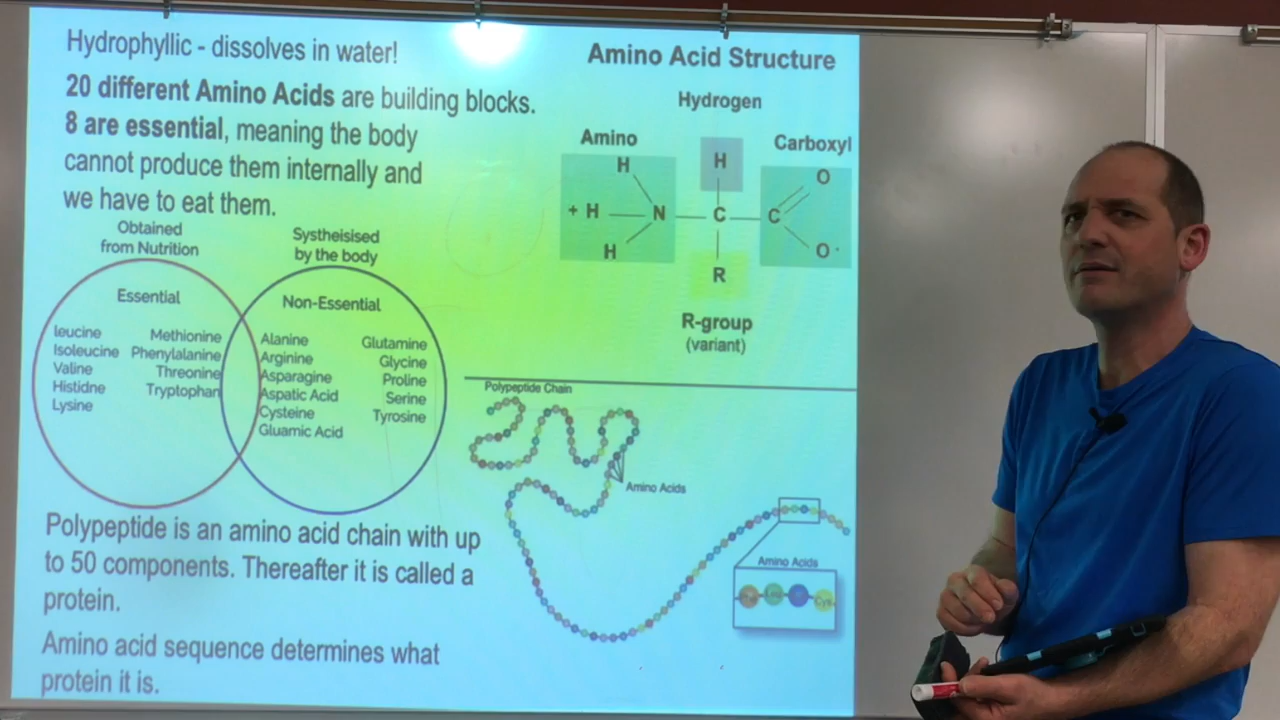 Hydrophyllic - dissolves in water!
20 different Amino Acids are building blocks.
8 are essential, meaning the body
cannot produce them internally and
we have to eat them.
Obtained
from Nutrition
Systheisised
by the body
Essential
leucine
Isoleucine
Valine
Histidne
Lysine
Methionine
Phenylalanine
Threonine
Tryptophan
Non-Essential
Alanine
Arginine
Asparagine
Aspatic Acid
Cysteine
Gluamic Acid
Glutamine
Glycine
Proline
Serine
Tyrosine
Polypeptide is an amino acid chain with up
to 50 components. Thereafter it is called a
protein.
Amino acid sequence determines what
protein it is.
Amino Acid Structure
Hydrogen
Amino
Carboxyl
H
H
O
+ H
N
C
C
H
O
R
R-group
(variant)
Polypeptide Chain
Amino Acids
Amino Acids